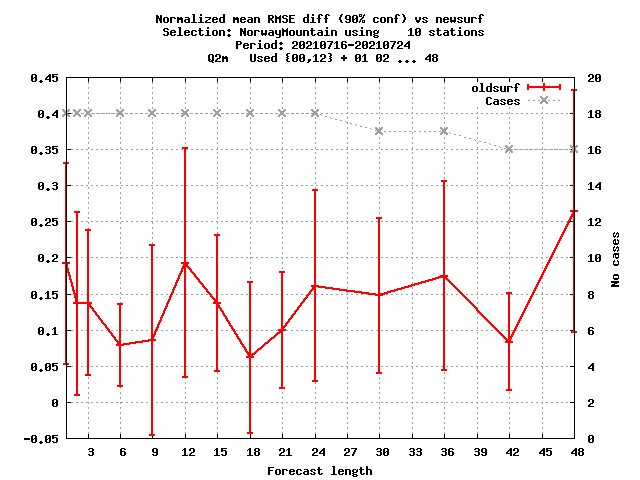 Normalized mean RMSE diff (90% conf) vs newsurf
Selection: NorwayMountain using    10 stations
Period: 20210716-20210724
Q2m   Used {00,12} + 01 02 ... 48
oldsurf
Cases
0.45
0.4
0.35
0.3
0.25
0.2
0.15
0.1
0.05
0
-0.05
20
18
16
14
12
10
8
6
4
2
0
No cases
3 6 9 12 15 18 21 24 27 30 33 36 39 42 45 48
Forecast length